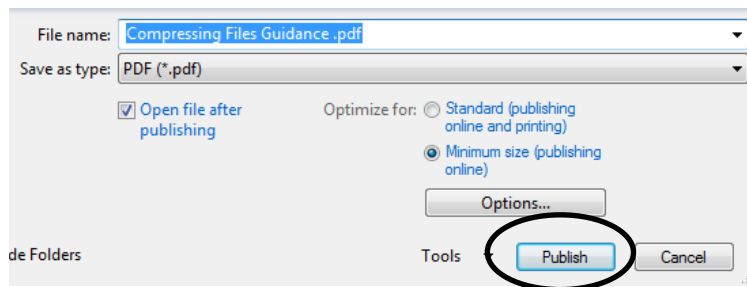 File name: Compressing Files Guidance .pdf
Save as type: PDF (*.pdf)
Open file after
publishing
Optimize for: Standard (publishing
online and printing)
Minimum size (publishing
online)
Options...
de Folders
Tools
Publish
Cancel